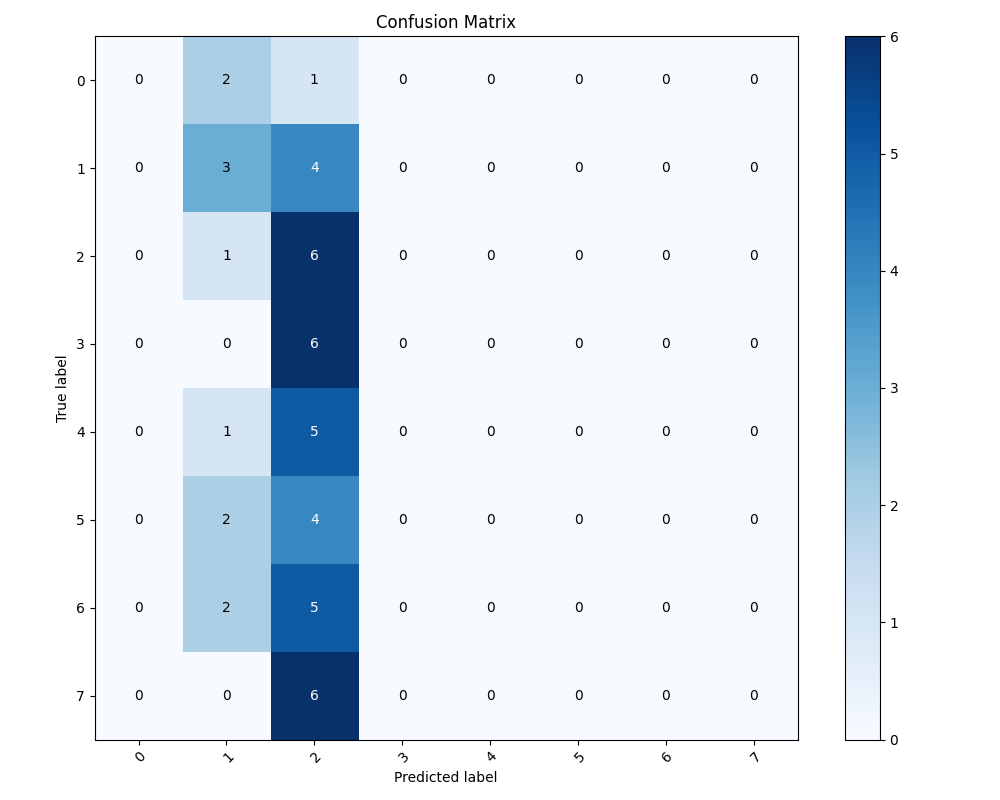 Confusion Matrix
0 0 2 1 0 0 0 0 0
1 0 3 4 0 0 0 0 0
2 0 1 6 0 0 0 0 0
3 0 0 6 0 0 0 0 0
4 0 1 5 0 0 0 0 0
5 0 2 4 0 0 0 0 0
6 0 2 5 0 0 0 0 0
7 0 0 6 0 0 0 0 0
0 1 2 3 4 5 6 7
True label
Predicted label
6
5
4
3
2
1
0